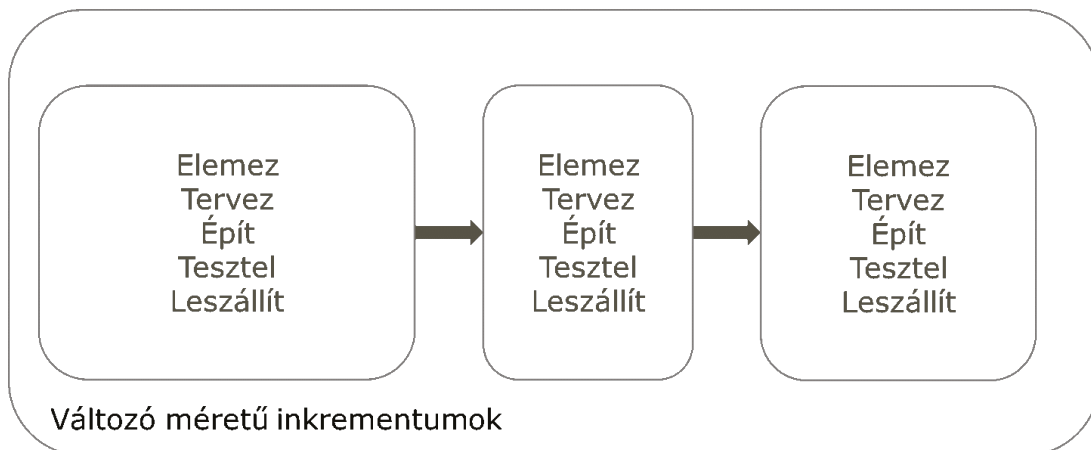 Elemez
Tervez
Épít
Tesztel
Leszállít
Elemez
Tervez
Épít
Tesztel
Leszállít
Elemez
Tervez
Épít
Tesztel
Leszállít
Változó méretű inkrementumok